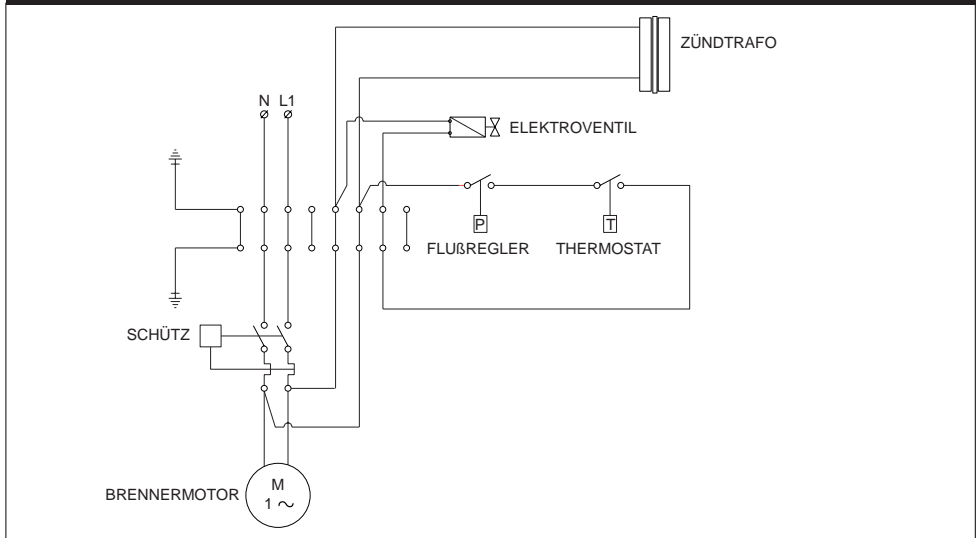 ZÜNDTRAFO
N L1
ELEKTROVENTIL
P T
FLUßREGLER THERMOSTAT
SCHÜTZ
M
BRENNERMOTOR
1 ~